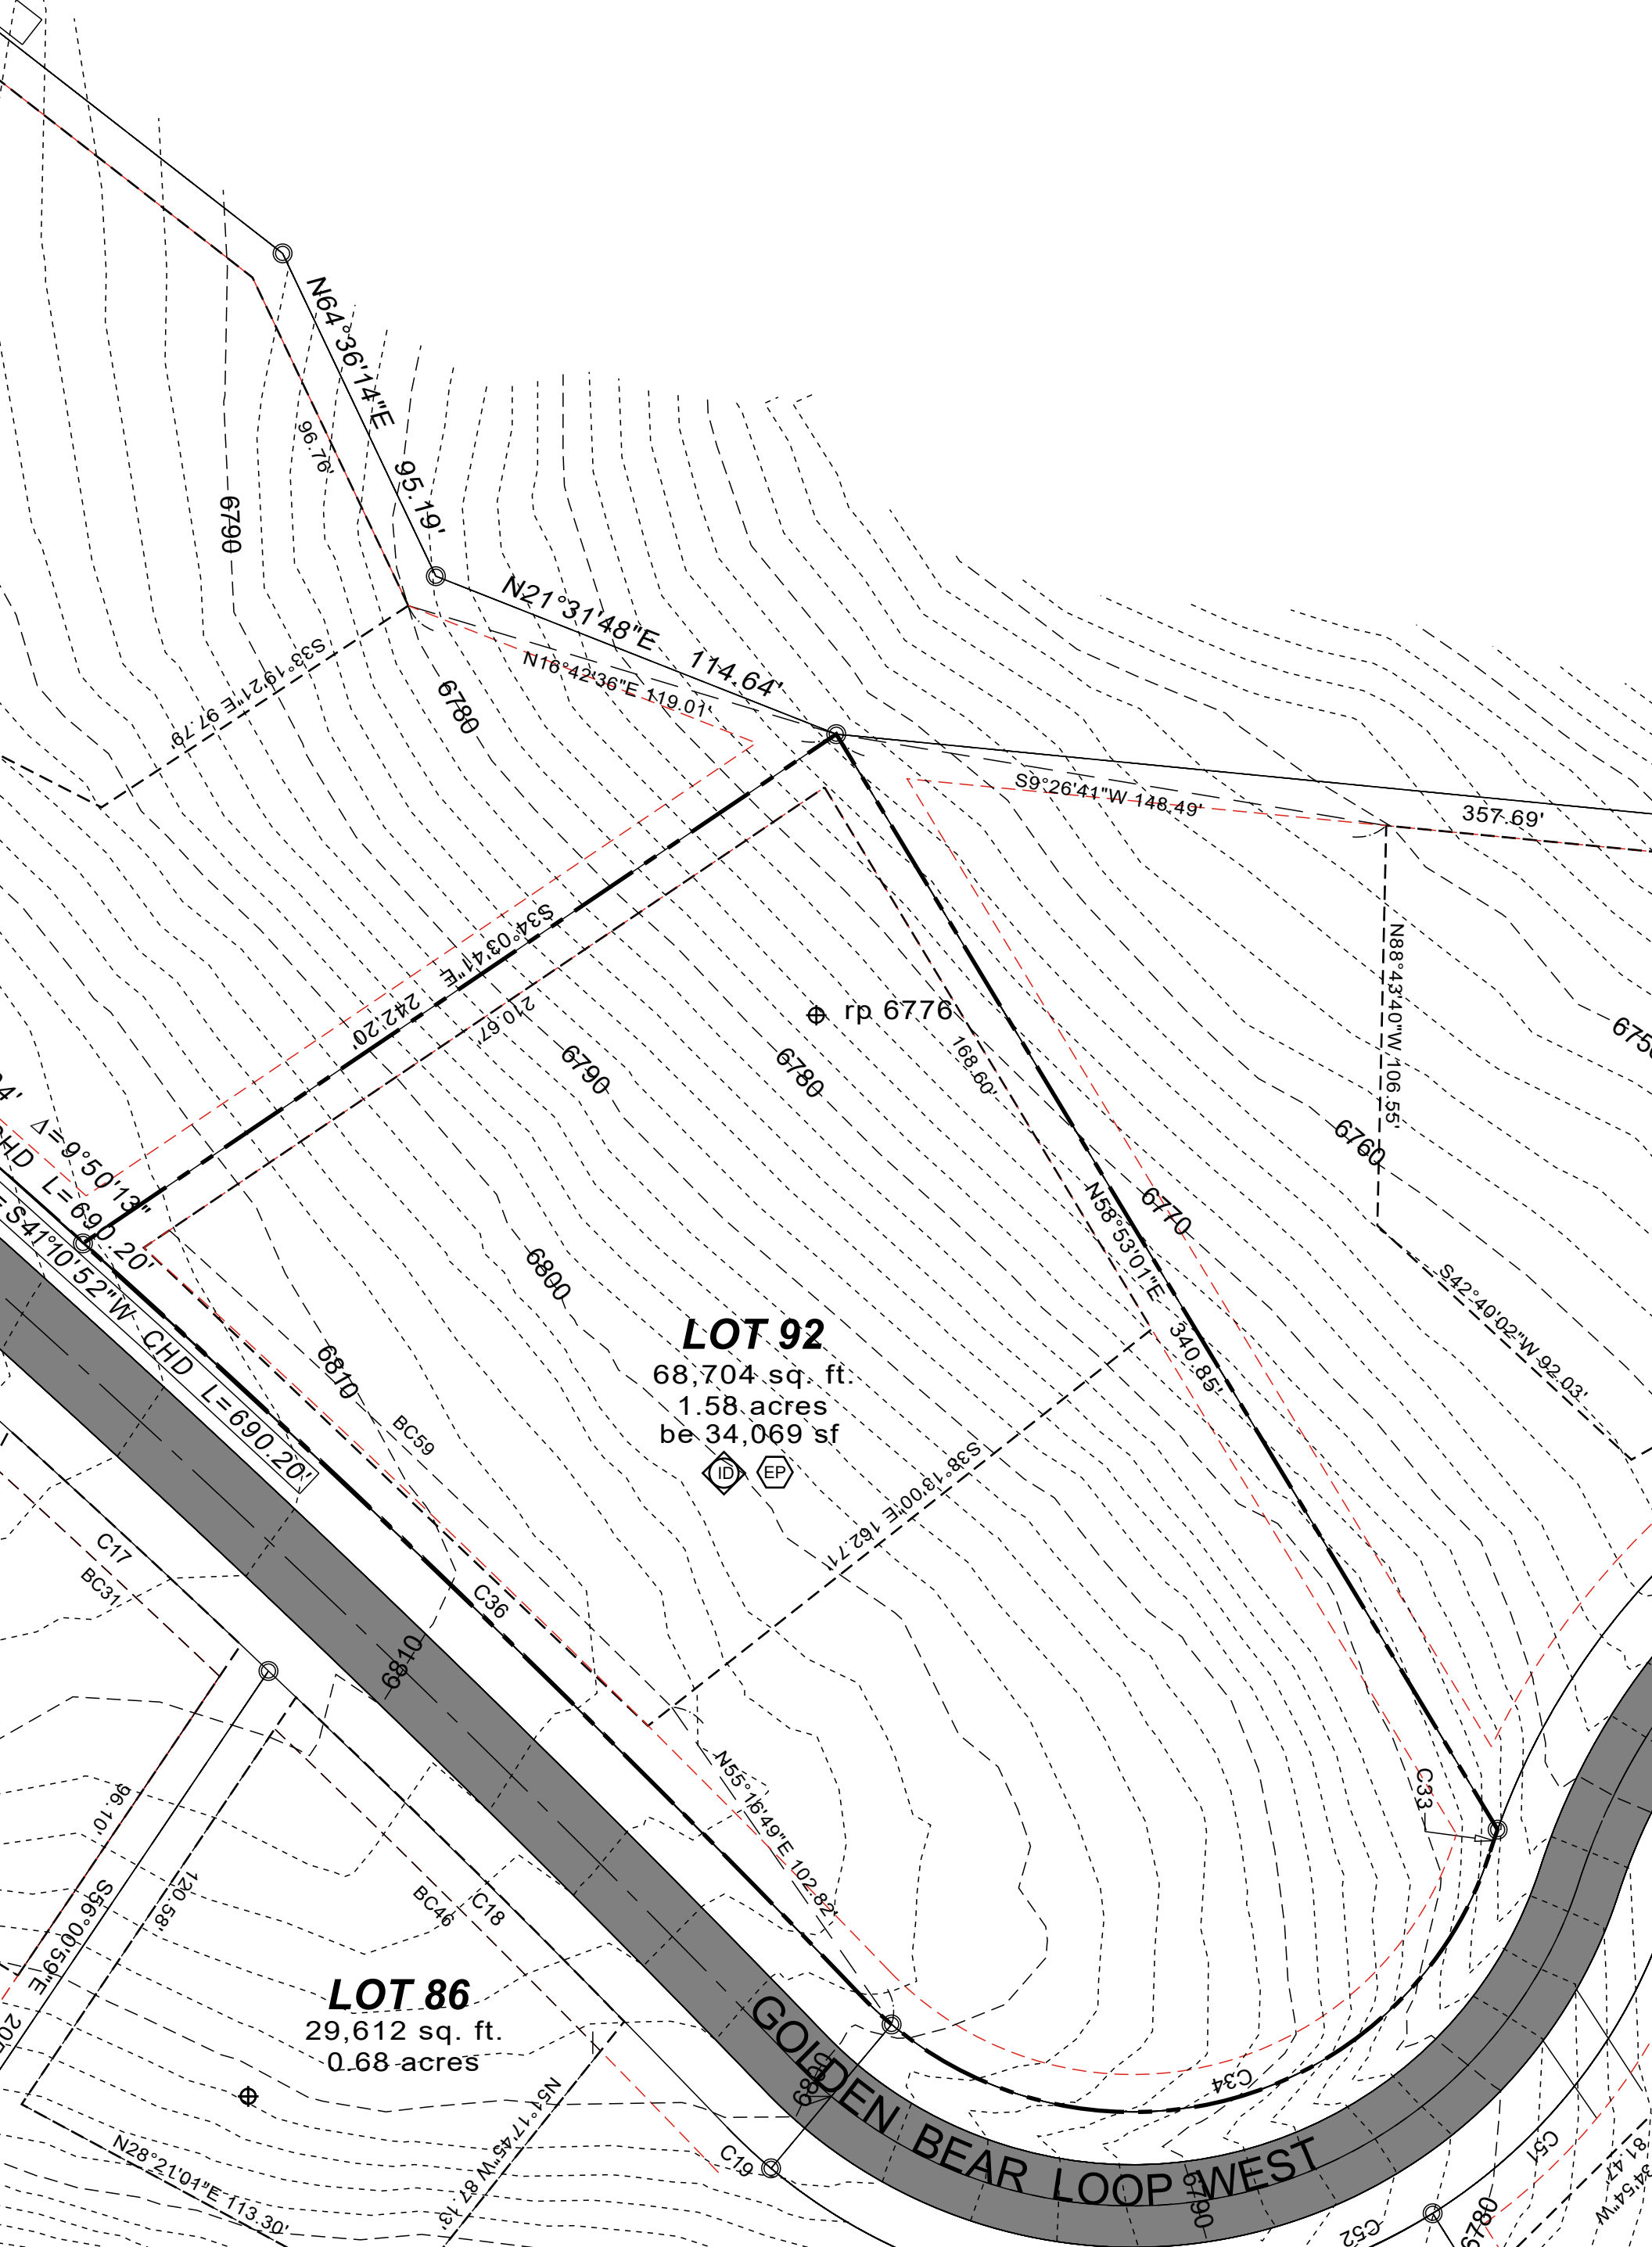 N64°36'14"E 95.19'
96.76'
6790
S33°19'21"E 97.79'
N21°31'48"E 114.64'
N16°42'36"E 119.01'
6780
S9°26'41"W 148.49'
357.69'
N88°43'40"W 106.55'
S34°03'41"E 242.20'
210.67'
rp 6776
168.60'
6790
6780
6760
Δ=9°50'13"
CHD L=690.20'
S41°10'52"W CHD L=690.20'
6770
N58°53'01"E 340.85'
S42°40'02"W 92.03'
6800
6810
BC59
LOT 92
68,704 sq. ft.
1.58 acres
be 34,069 sf
ID EP
S38°13'00"E 162.71'
C17
BC31
C36
6810
N55°16'49"E 102.82'
C33
96.10'
S56°00'59"E
120.58'
BC46
C18
LOT 86
29,612 sq. ft.
0.68 acres
GOLDEN BEAR LOOP WEST
C34
N51°17'45"W 87.13'
N28°21'01"E 113.30'
C19
6790
C51
C52
6780